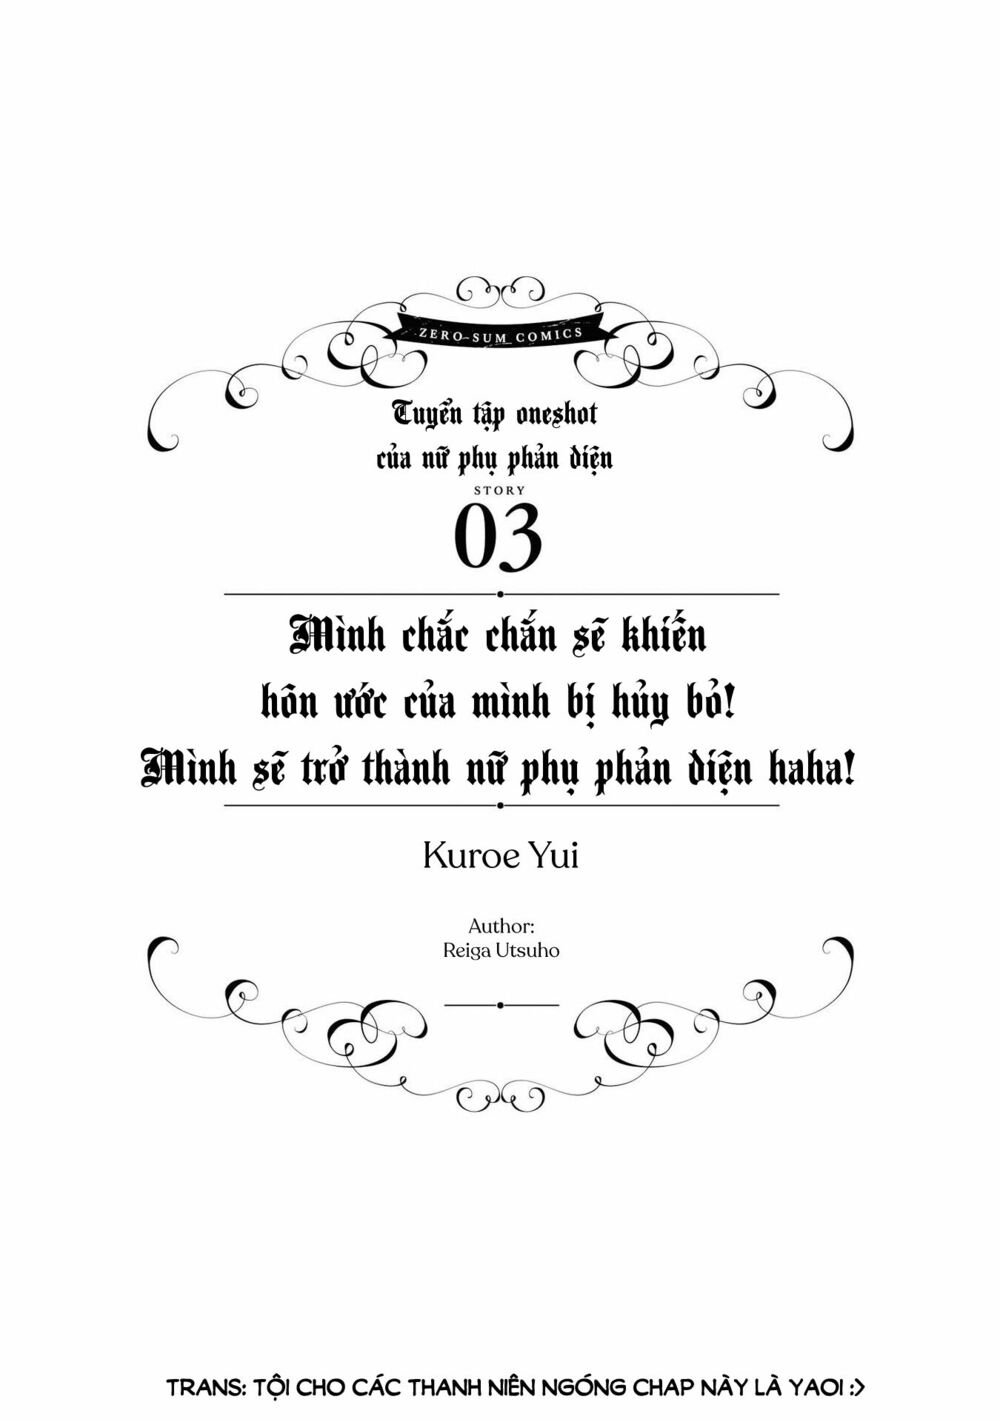 ZERO-SUM COMICS
Tuyển tập oneshot
của nữ phụ phản diện
STORY
03
Mình chắc chắn sẽ khiến
hôn ước của mình bị hủy bỏ!
Mình sẽ trở thành nữ phụ phản diện haha!
Kuroe Yui
Author:
Reiga Utsuho
TRANS: TỘI CHO CÁC THANH NIÊN NGÓNG CHAP NÀY LÀ YAOI :>